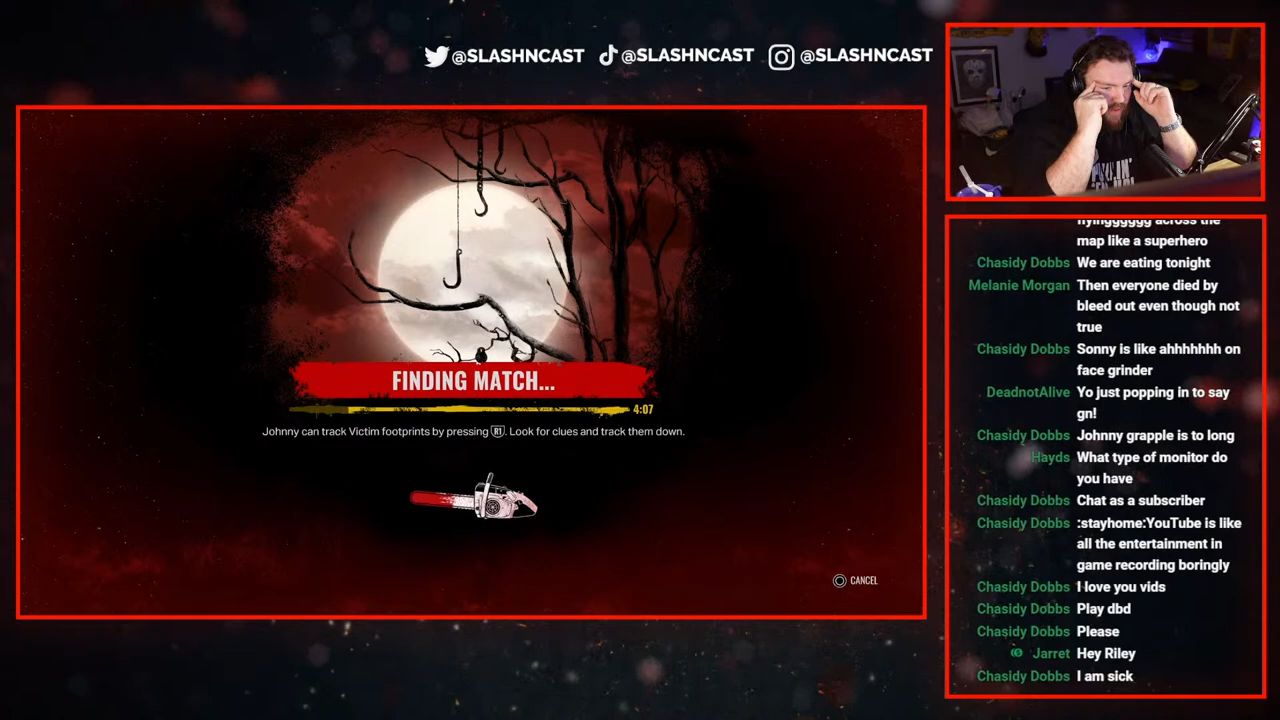 @SLASHNCAST @SLASHNCAST @SLASHNCAST
FINDING MATCH...
4:07
Johnny can track Victim footprints by pressing R1. Look for clues and track them down.
CANCEL
across the
map like a superhero
Chasidy Dobbs We are eating tonight
Melanie Morgan Then everyone died by
bleed out even though not
true
Chasidy Dobbs Sonny is like ahhhhhhh on
face grinder
DeadnotAlive Yo just popping in to say
gn!
Chasidy Dobbs Johnny grapple is to long
Hayds What type of monitor do
you have
Chasidy Dobbs Chat as a subscriber
Chasidy Dobbs :stayhome:YouTube is like
all the entertainment in
game recording boringly
Chasidy Dobbs I love you vids
Chasidy Dobbs Play dbd
Chasidy Dobbs Please
Jarret Hey Riley
Chasidy Dobbs I am sick